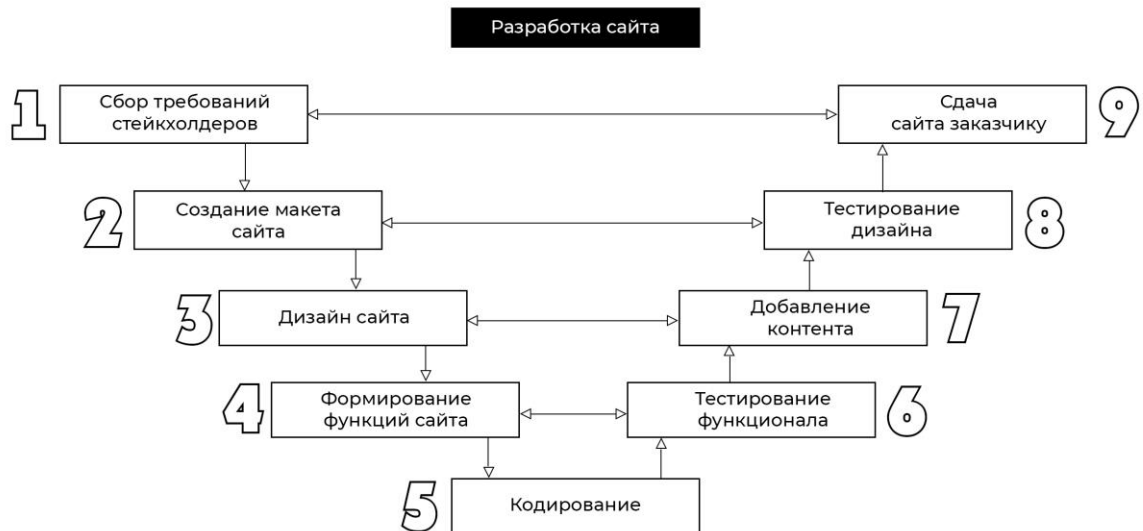 Разработка сайта
1
Сбор требований
стейкхолдеров
Сдача
сайта заказчику
9
2
Создание макета
сайта
Тестирование
дизайна
8
3
Дизайн сайта
Добавление
контента
7
4
Формирование
функций сайта
Тестирование
функционала
6
5
Кодирование